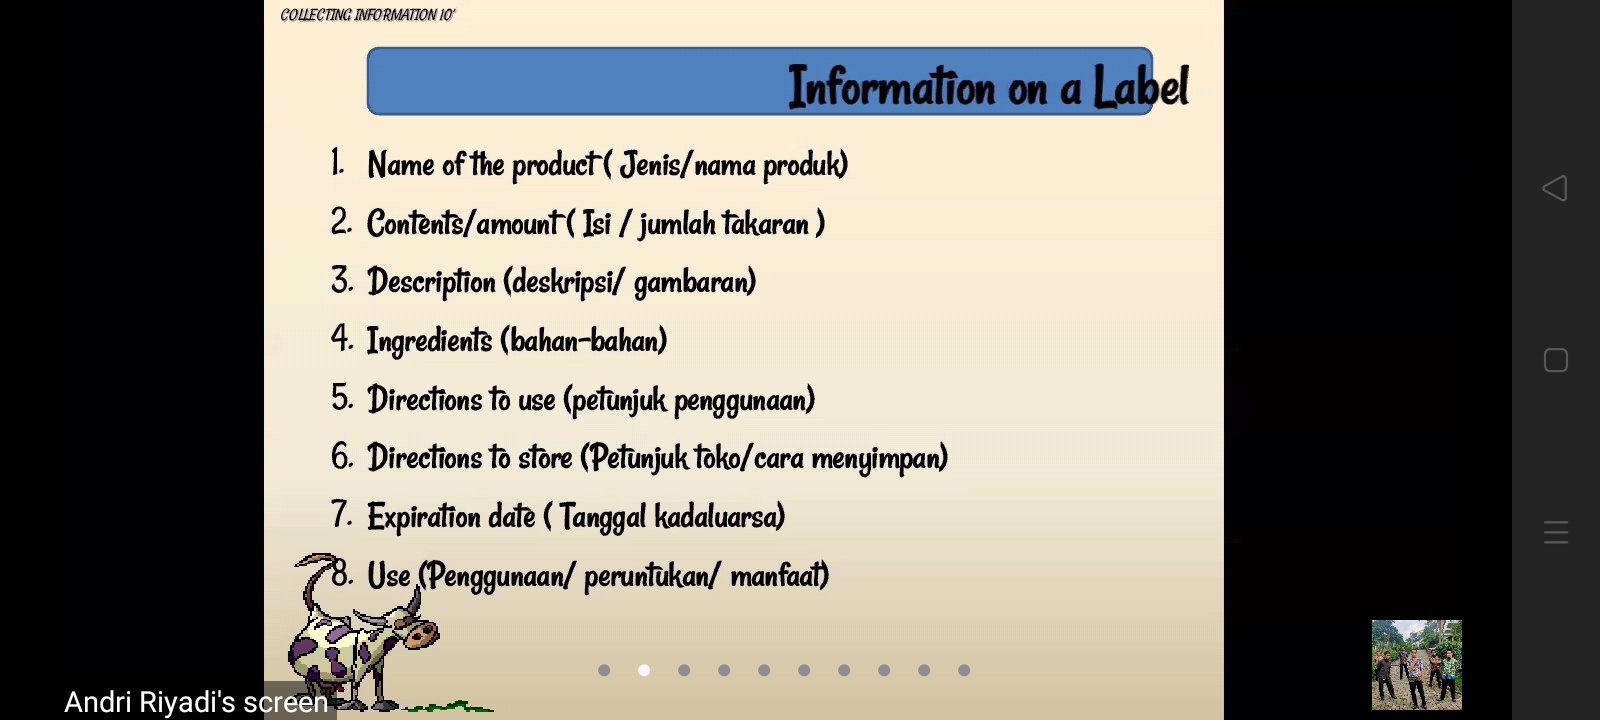 COLLECTING INFORMATION 10'
Information on a Label
1. Name of the product ( Jenis/nama produk)
2. Contents/amount ( Isi / jumlah takaran )
3. Description (deskripsi/ gambaran)
4. Ingredients (bahan-bahan)
5. Directions to use (petunjuk penggunaan)
6. Directions to store (Petunjuk toko/cara menyimpan)
7. Expiration date ( Tanggal kadaluarsa)
8. Use (Penggunaan/ peruntukan/ manfaat)
Andri Riyadi's screen